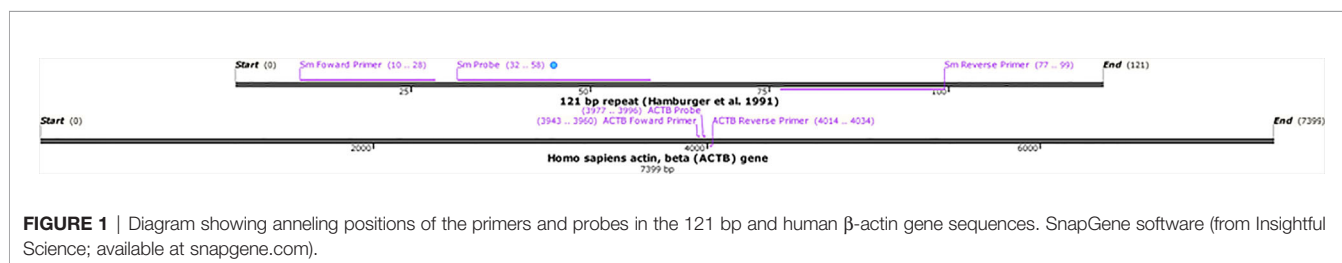 Start (0) Sm Foward Primer (10 .. 28) Sm Probe (32 .. 58) Sm Reverse Primer (77 .. 99) End (121)
25 50 75 100
121 bp repeat (Hamburger et al. 1991)
(3977 .. 3996) ACTB Probe
Start (0) (3943 .. 3960) ACTB Foward Primer ACTB Reverse Primer (4014 .. 4034) End (7399)
2000 4000 6000
Homo sapiens actin, beta (ACTB) gene
7399 bp
FIGURE 1 | Diagram showing anneling positions of the primers and probes in the 121 bp and human β-actin gene sequences. SnapGene software (from Insightful
Science; available at snapgene.com).